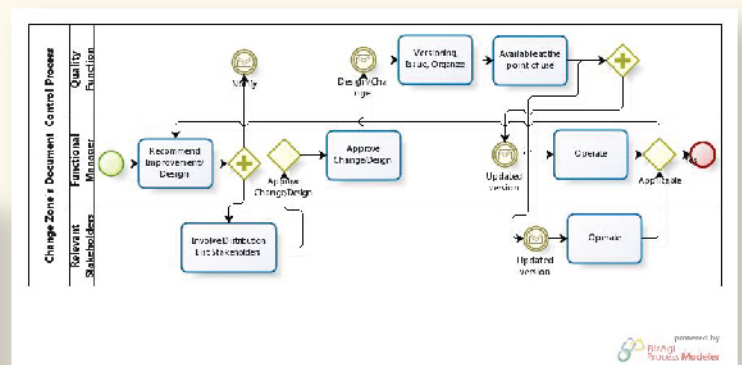 Change Zone's Document Control Process
Quality
Function
Functional
Manager
Relevant
Stakeholders
Notify
Design/Cha
nge
Versioning,
Issue, Organize
Available at the
point of use
Recommend
Improvement/
Design
Approve
Change/Design
Approve
Change/Design
Updated
version
Operate
Applicable
Involve Distribution
List Stakeholders
Updated
version
Operate
powered by
BizAgi
Process Modeler